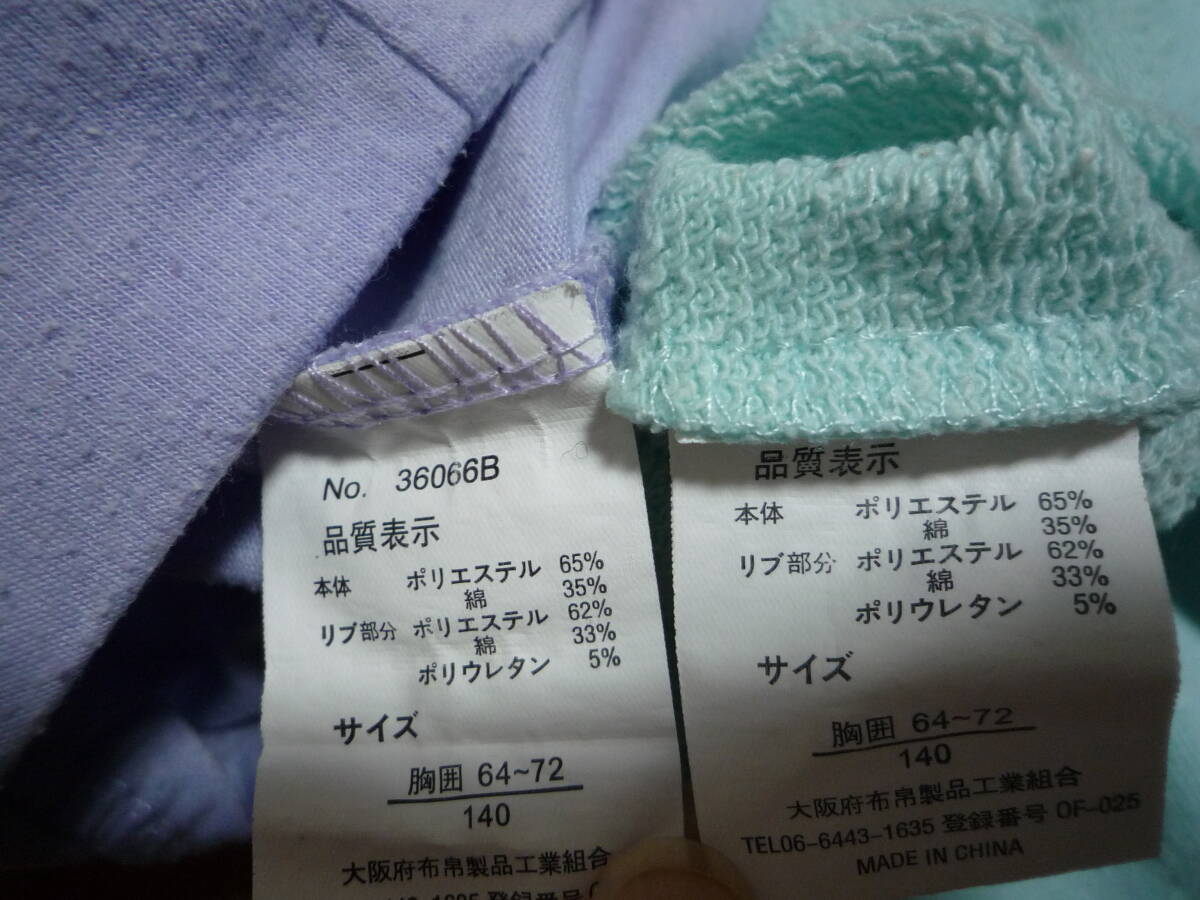 No. 36066B
品質表示
本体 ポリエステル 65%
綿 35%
リブ部分 ポリエステル 62%
綿 33%
ポリウレタン 5%
サイズ
胸囲 64~72
140
大阪府布帛製品工業組合
登録番号
品質表示
本体 ポリエステル 65%
綿 35%
リブ部分 ポリエステル 62%
綿 33%
ポリウレタン 5%
サイズ
胸囲 64~72
140
大阪府布帛製品工業組合
TEL06-6443-1635 登録番号 OF-025
MADE IN CHINA